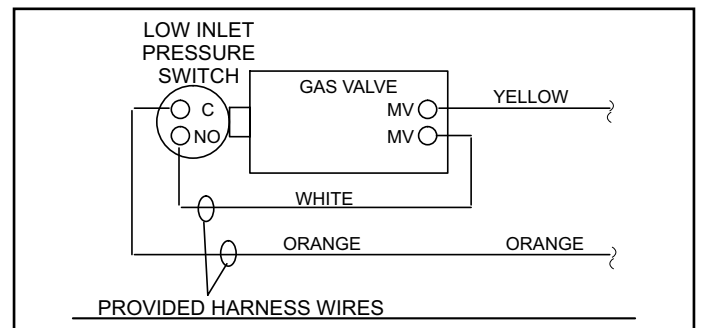 LOW INLET
PRESSURE
SWITCH
GAS VALVE
C
NO
MV
MV
YELLOW
WHITE
ORANGE
ORANGE
PROVIDED HARNESS WIRES